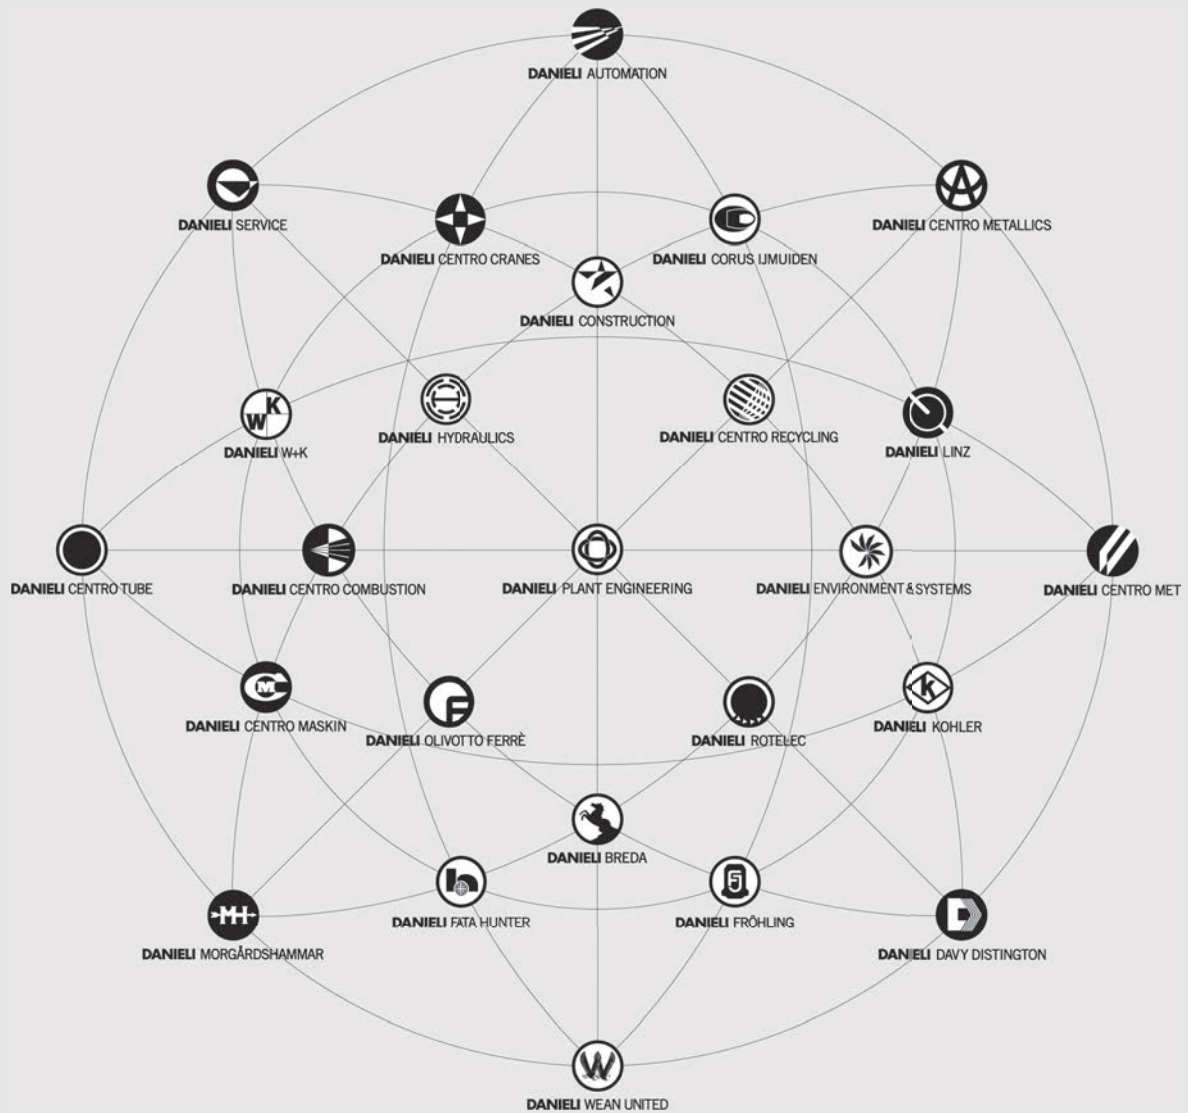 DANIELI AUTOMATION
DANIELI SERVICE
DANIELI CENTRO METALLICS
DANIELI CENTRO CRANES
DANIELI CORUS IJMUIDEN
DANIELI CONSTRUCTION
WK
DANIELI HYDRAULICS
DANIELI CENTRO RECYCLING
DANIELI W+K
DANIELI LINZ
DANIELI CENTRO TUBE
DANIELI CENTRO COMBUSTION
DANIELI PLANT ENGINEERING
DANIELI ENVIRONMENT & SYSTEMS
DANIELI CENTRO MET
CM
F
K
DANIELI CENTRO MASKIN
DANIELI OLIVOTTO FERRÈ
DANIELI ROTELEC
DANIELI KOHLER
DANIELI BREDA
DANIELI FATA HUNTER
DANIELI FRÖHLING
MH
D
DANIELI MORGÅRDSHAMMAR
DANIELI DAVY DISTINGTON
W
DANIELI WEAN UNITED